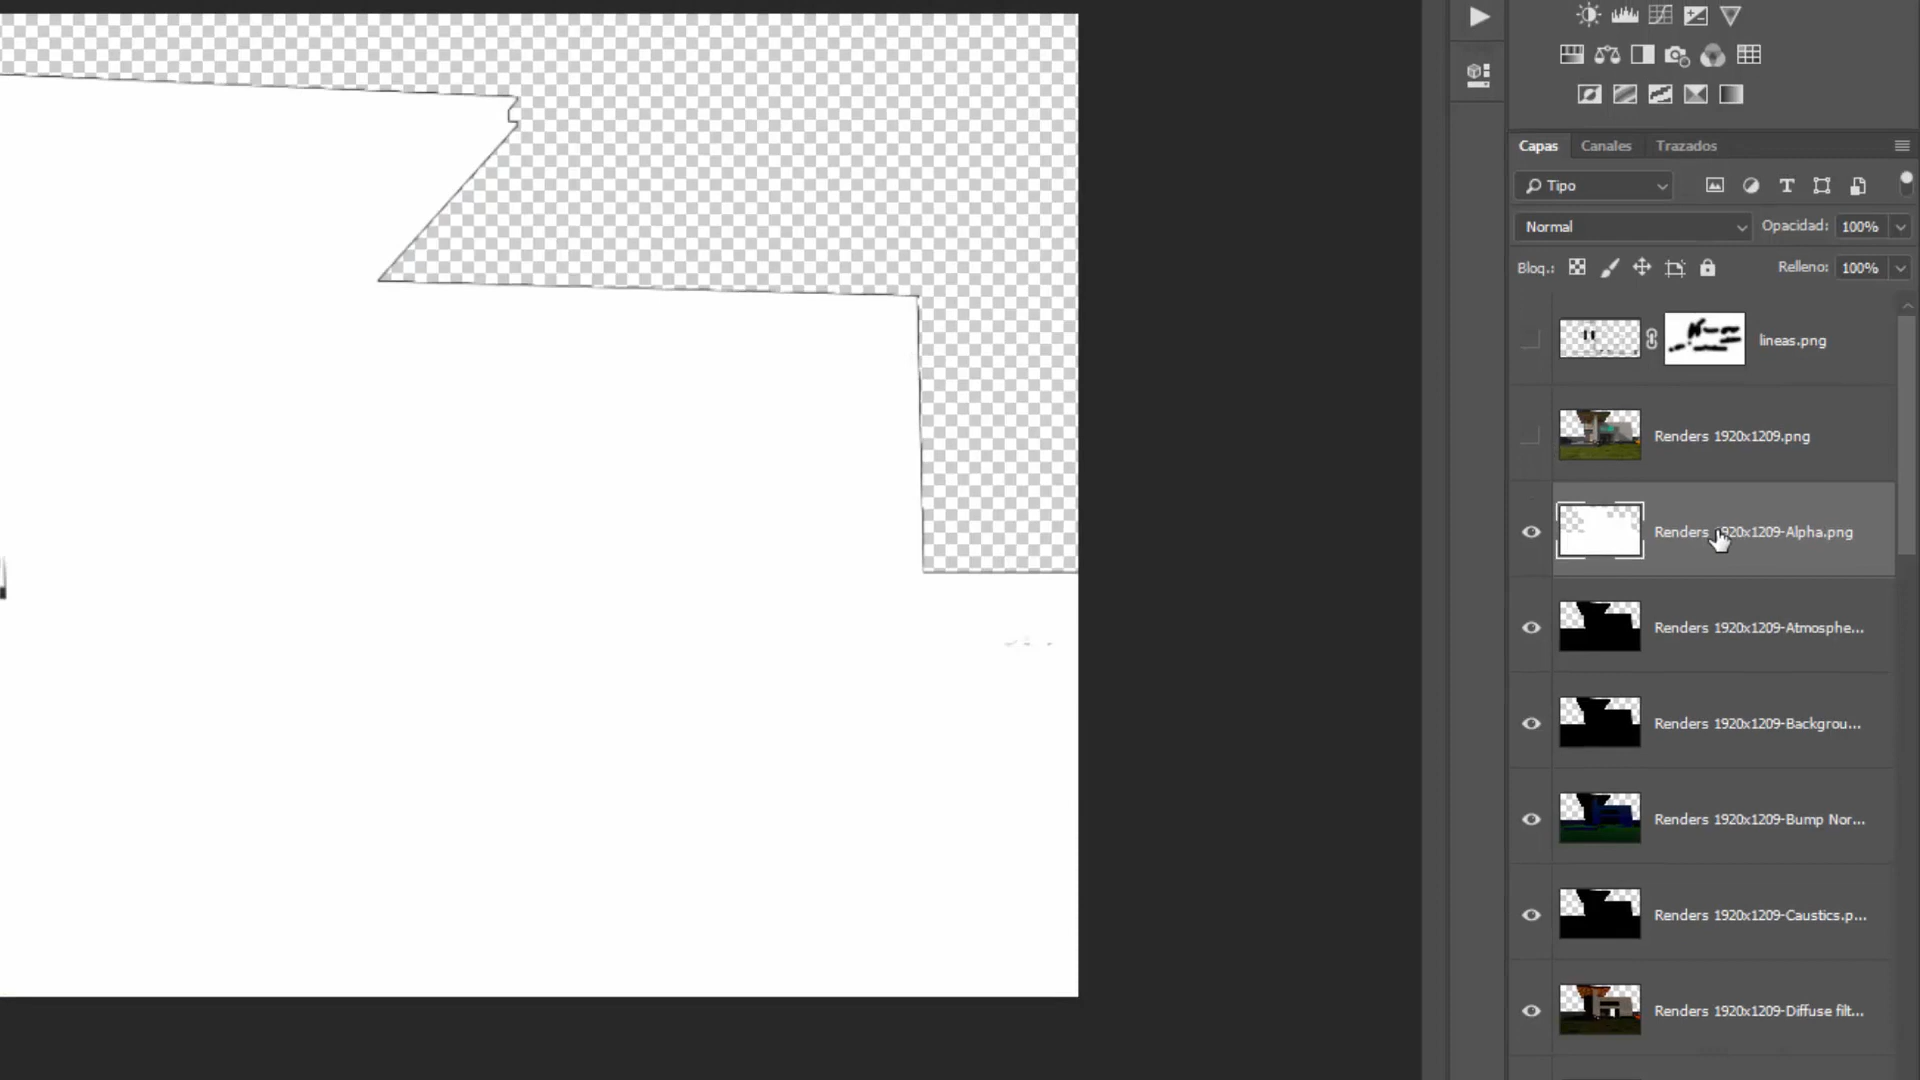 Capas Canales Trazados
Tipo
Normal Opacidad: 100%
Bloq.: Relleno: 100%
lineas.png
Renders 1920x1209.png
Renders 1920x1209-Alpha.png
Renders 1920x1209-Atmosphe...
Renders 1920x1209-Backgrou...
Renders 1920x1209-Bump Nor...
Renders 1920x1209-Caustics.p...
Renders 1920x1209-Diffuse filt...